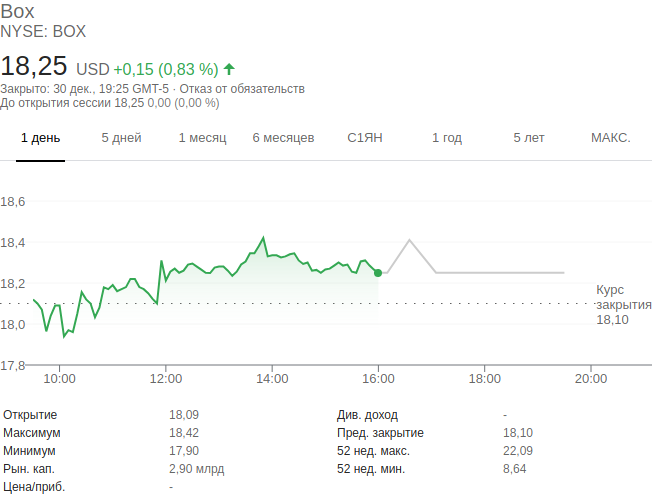 Box
NYSE: BOX
18,25 USD +0,15 (0,83 %)
Закрыто: 30 дек., 19:25 GMT-5 · Отказ от обязательств
До открытия сессии 18,25 0,00 (0,00 %)
1 день 5 дней 1 месяц 6 месяцев С1ЯН 1 год 5 лет МАКС.
18,6
18,4
18,2
Курс
закрытия
18,10
18,0
17,8
10:00 12:00 14:00 16:00 18:00 20:00
Открытие 18,09 Див. доход -
Максимум 18,42 Пред. закрытие 18,10
Минимум 17,90 52 нед. макс. 22,09
Рын. кап. 2,90 млрд 52 нед. мин. 8,64
Цена/приб. -